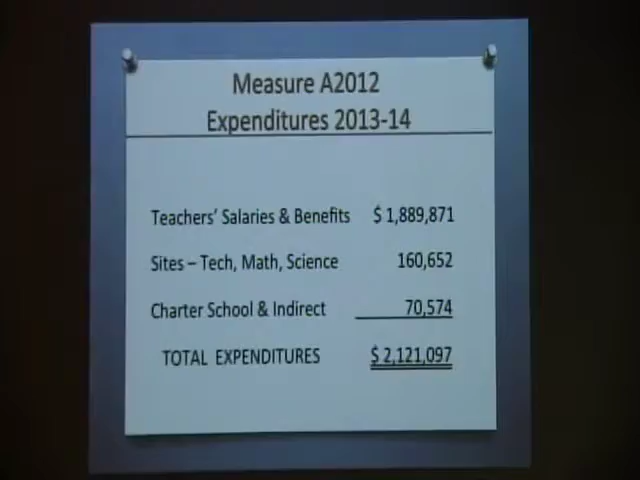 Measure A2012
Expenditures 2013-14
Teachers' Salaries & Benefits $ 1,889,871
Sites – Tech, Math, Science 160,652
Charter School & Indirect 70,574
TOTAL EXPENDITURES $ 2,121,097